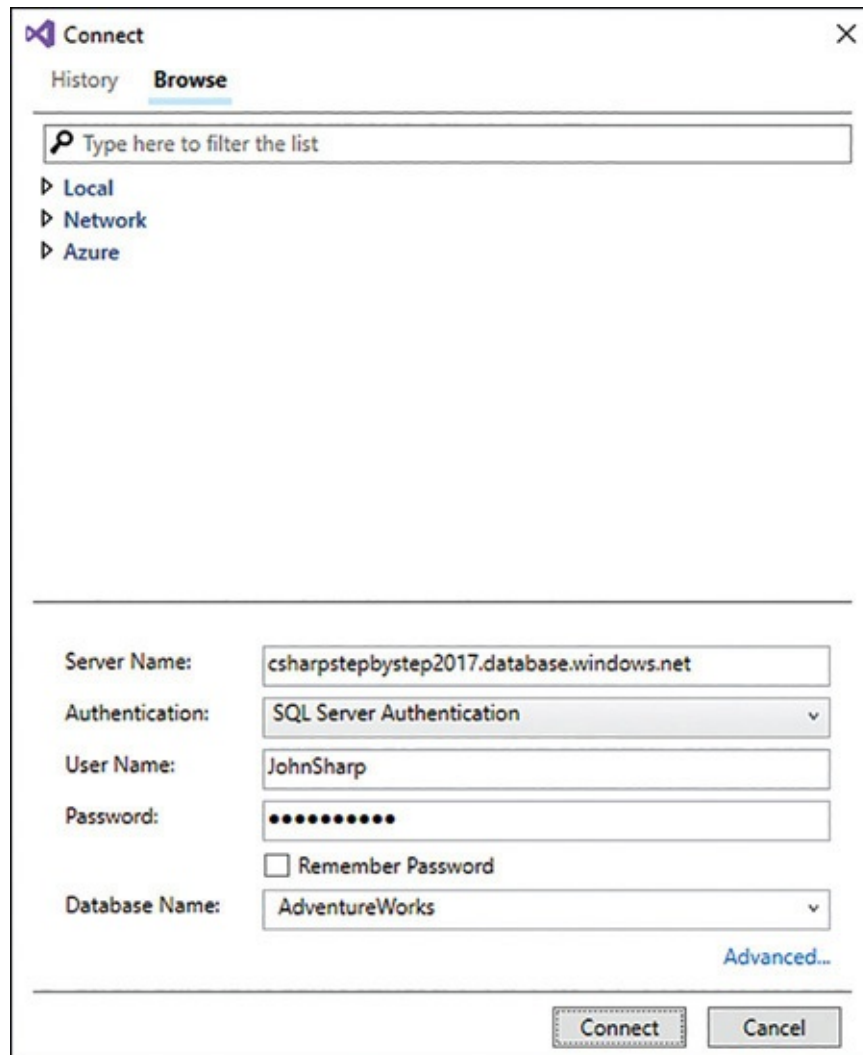 Connect
History Browse
Type here to filter the list
Local
Network
Azure
Server Name: csharpstepbystep2017.database.windows.net
Authentication: SQL Server Authentication
User Name: JohnSharp
Password: ●●●●●●●●●●
Remember Password
Database Name: AdventureWorks
Advanced...
Connect Cancel